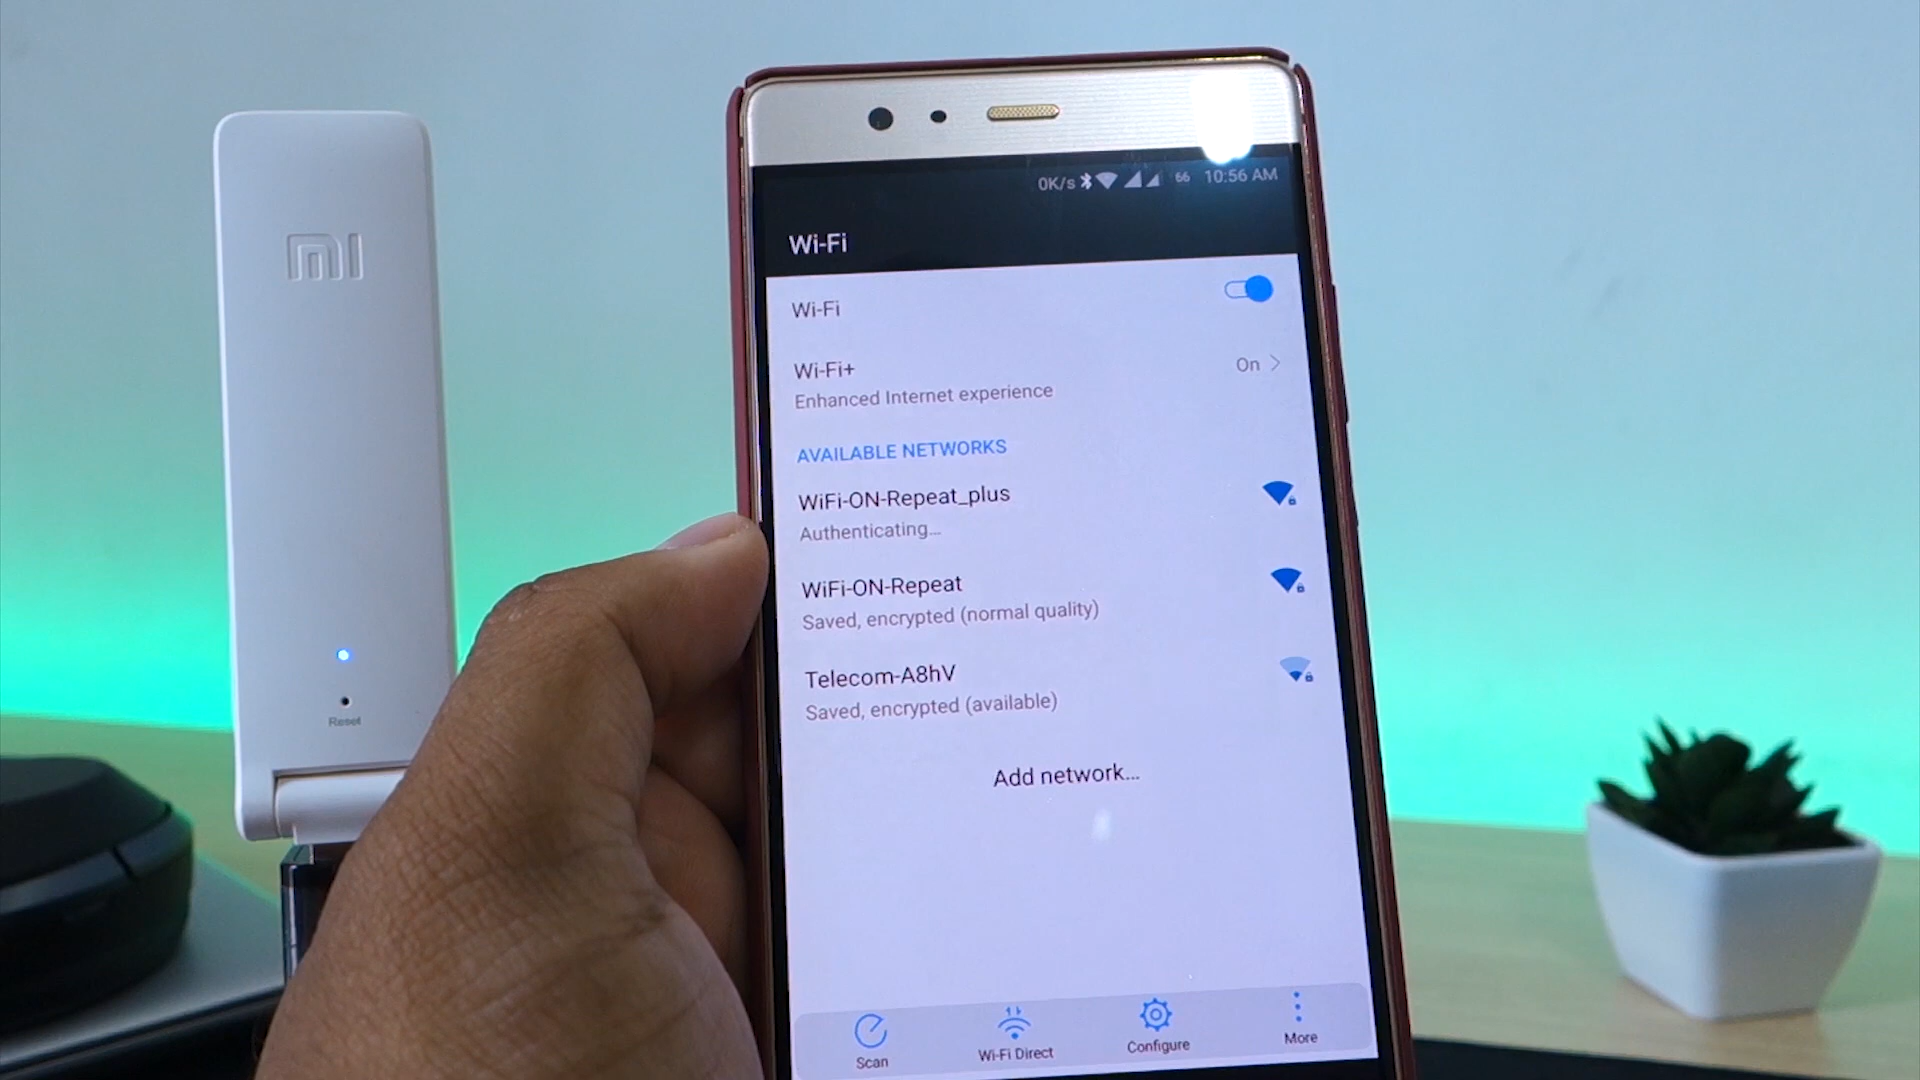 MI
Reset
0K/s 66 10:56 AM
Wi-Fi
Wi-Fi
Wi-Fi+
On
Enhanced Internet experience
AVAILABLE NETWORKS
WiFi-ON-Repeat_plus
Authenticating...
WiFi-ON-Repeat
Saved, encrypted (normal quality)
Telecom-A8hV
Saved, encrypted (available)
Add network...
Scan
Wi-Fi Direct
Configure
More